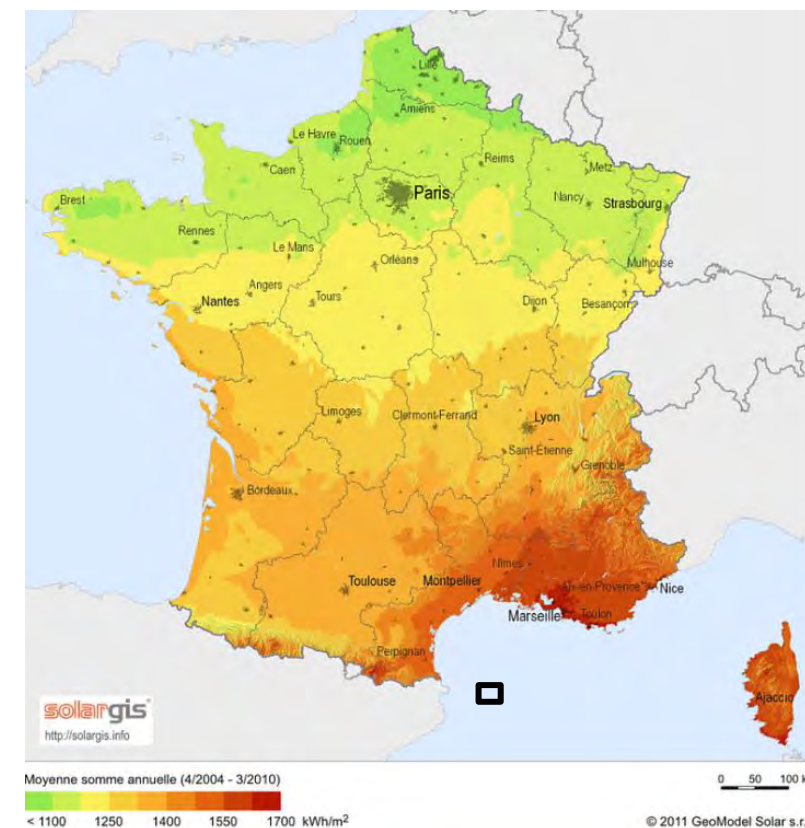 Lille
Amiens
Le Havre
Rouen
Reims
Metz
Caen
Paris
Nancy
Strasbourg
Brest
Rennes
Le Mans
Orléans
Mulhouse
Angers
Nantes
Tours
Dijon
Besançon
Limoges
Clermont-Ferrand
Lyon
Saint-Étienne
Grenoble
Bordeaux
Nîmes
Toulouse
Montpellier
Aix-en-Provence
Nice
Marseille
Toulon
Perpignan
Ajaccio
solargis
http://solargis.info
Moyenne somme annuelle (4/2004 - 3/2010)
0 50 100 k
< 1100 1250 1400 1550 1700 kWh/m²
© 2011 GeoModel Solar s.r.